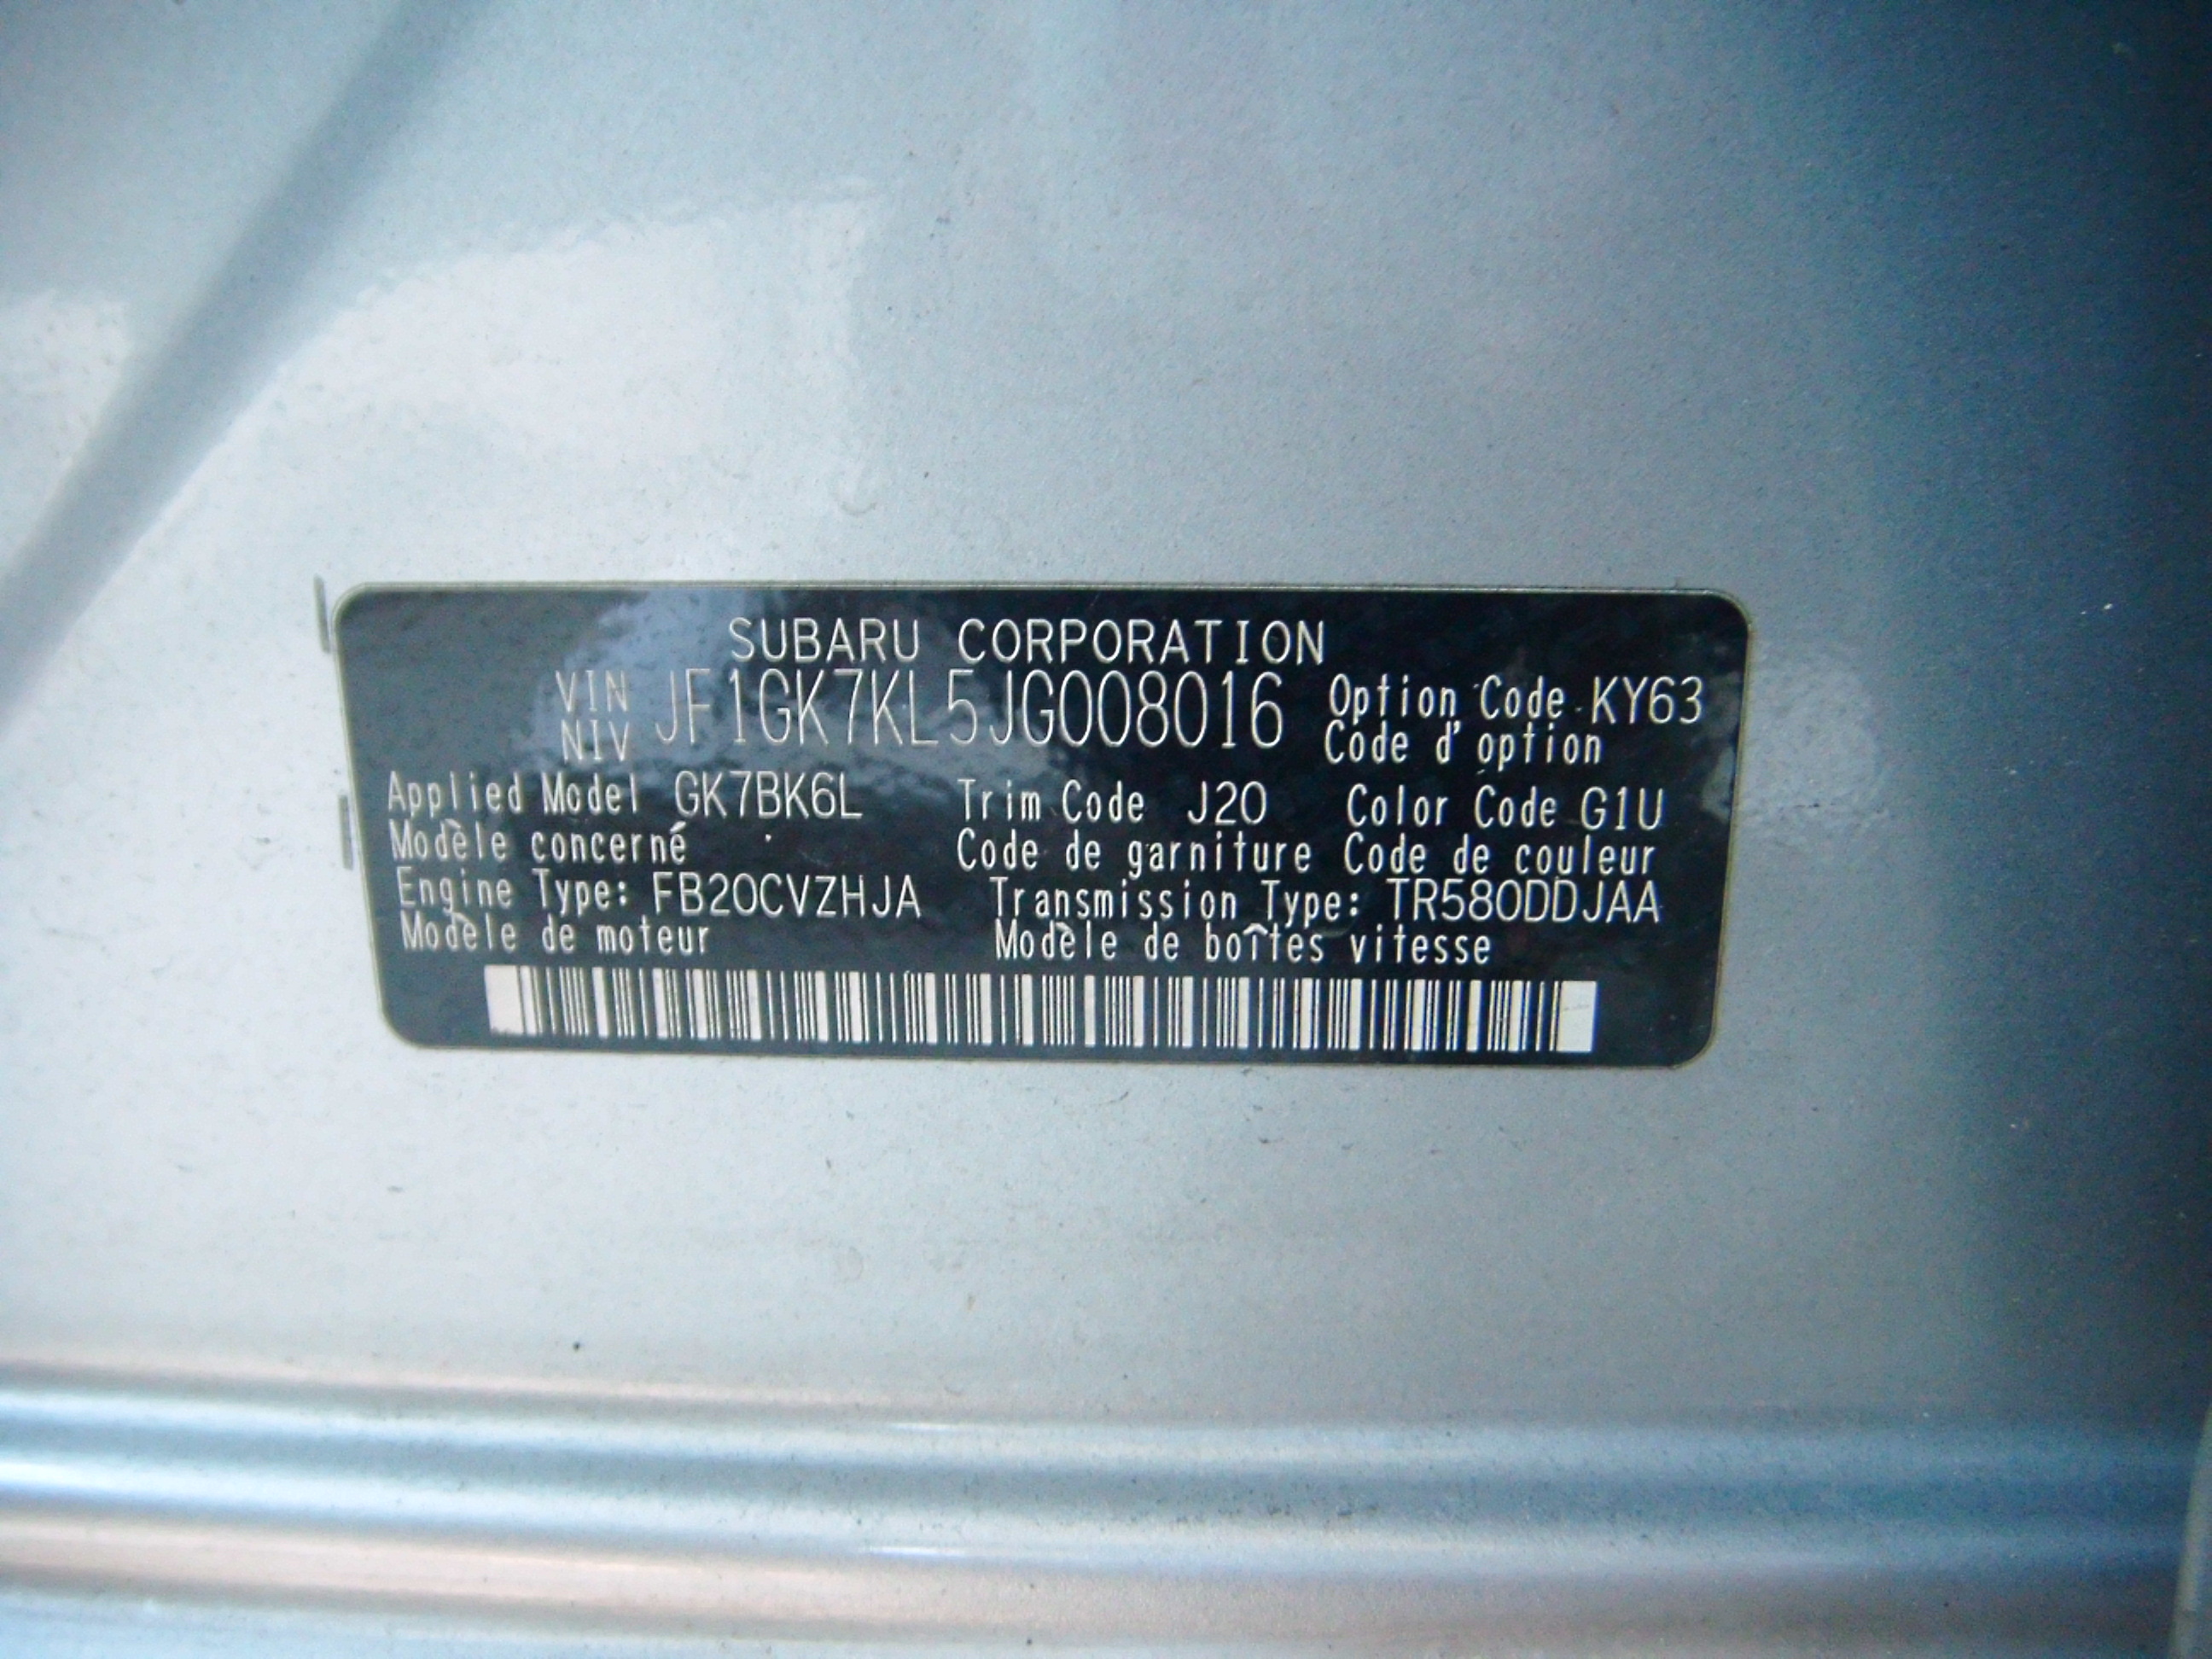 SUBARU CORPORATION
VIN JF1GK7KL5JG008016 Option Code KY63
NIV Code d'option
Applied Model GK7BK6L Trim Code J20 Color Code G1U
Modèle concerné Code de garniture Code de couleur
Engine Type: FB20CVZHJA Transmission Type: TR580DDJAA
Modèle de moteur Modèle de boîtes vitesse